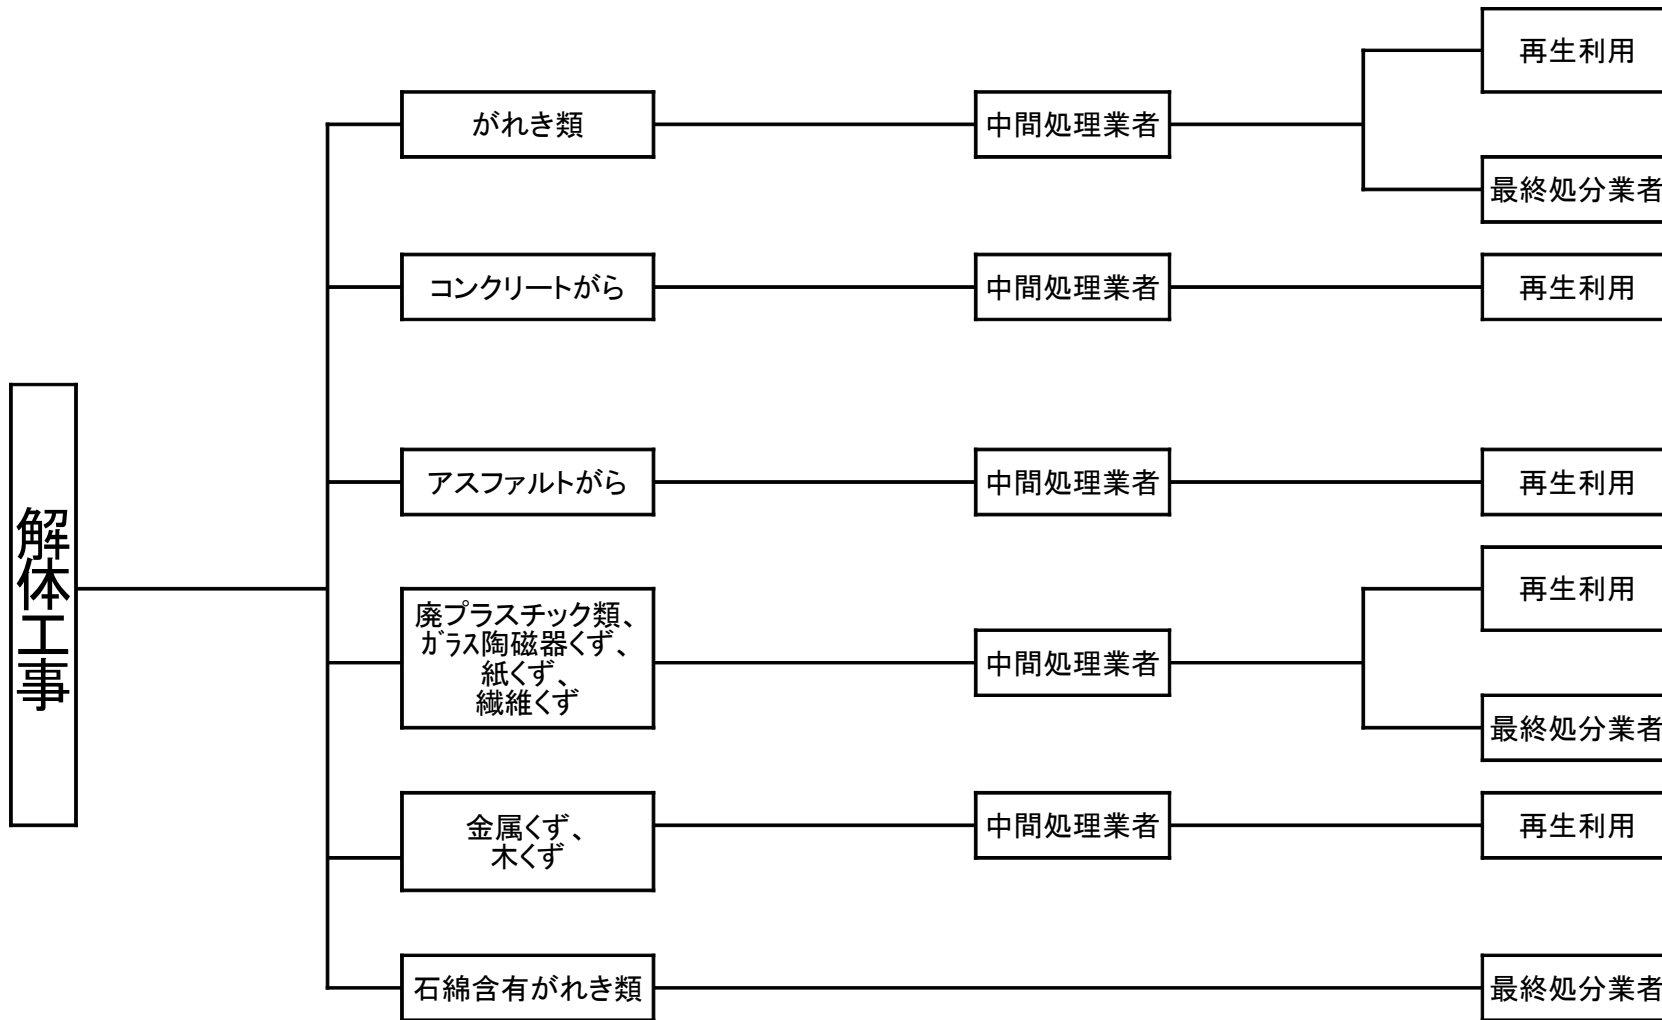 解体工事
がれき類
中間処理業者
再生利用
最終処分業者
コンクリートがら
中間処理業者
再生利用
アスファルトがら
中間処理業者
再生利用
廃プラスチック類、
ガラス陶磁器くず、
紙くず、
繊維くず
中間処理業者
再生利用
最終処分業者
金属くず、
木くず
中間処理業者
再生利用
石綿含有がれき類
最終処分業者